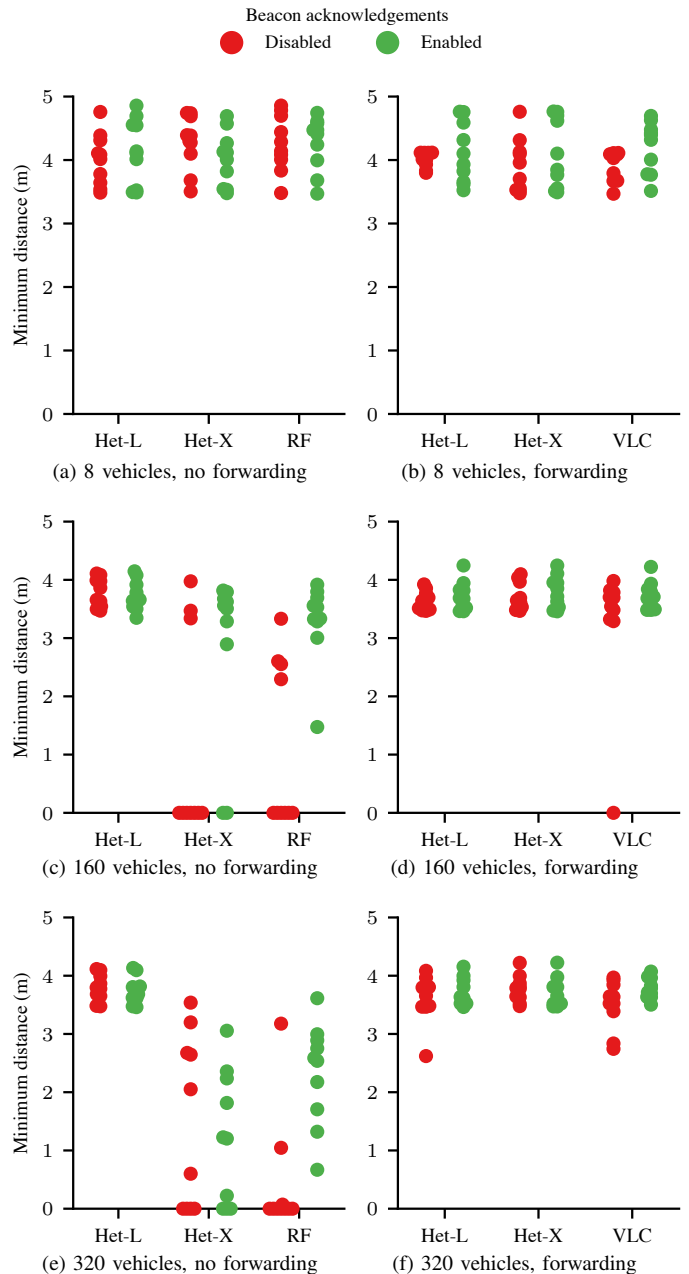 Beacon acknowledgements
Disabled Enabled
Minimum distance (m)
5
4
3
2
1
0
Het-L Het-X RF
(a) 8 vehicles, no forwarding
5
4
3
2
1
0
Het-L Het-X VLC
(b) 8 vehicles, forwarding
Minimum distance (m)
5
4
3
2
1
0
Het-L Het-X RF
(c) 160 vehicles, no forwarding
5
4
3
2
1
0
Het-L Het-X VLC
(d) 160 vehicles, forwarding
Minimum distance (m)
5
4
3
2
1
0
Het-L Het-X RF
(e) 320 vehicles, no forwarding
5
4
3
2
1
0
Het-L Het-X VLC
(f) 320 vehicles, forwarding